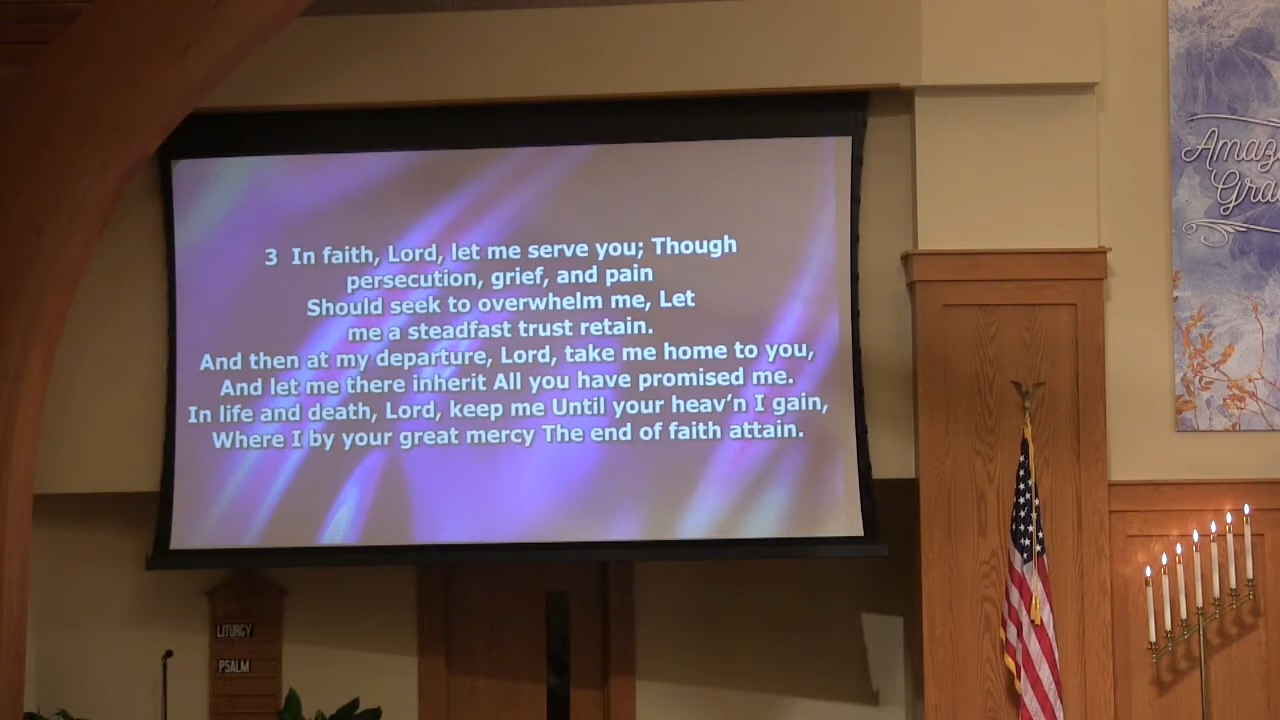 3 In faith, Lord, let me serve you; Though
persecution, grief, and pain
Should seek to overwhelm me, Let
me a steadfast trust retain.
And then at my departure, Lord, take me home to you,
And let me there inherit All you have promised me.
In life and death, Lord, keep me Until your heav’n I gain,
Where I by your great mercy The end of faith attain.
LITURGY
PSALM